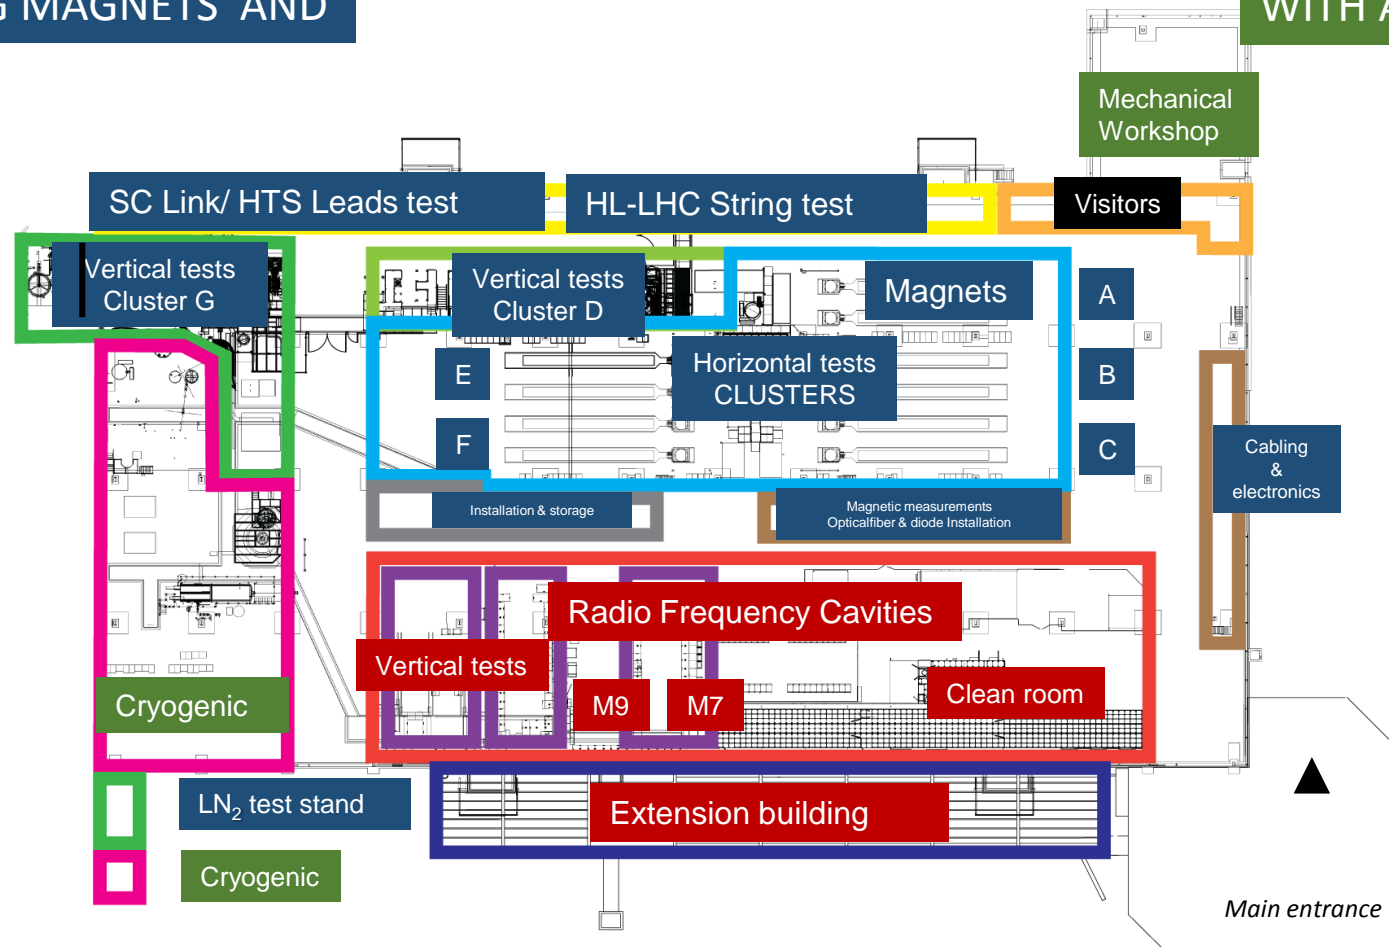 G MAGNETS AND
WITH A
Mechanical
Workshop
SC Link/ HTS Leads test
HL-LHC String test
Visitors
Vertical tests
Cluster G
Vertical tests
Cluster D
Magnets
A
Horizontal tests
CLUSTERS
E
B
F
C
Cabling
&
electronics
Installation & storage
Magnetic measurements
Opticalfiber & diode Installation
Radio Frequency Cavities
Vertical tests
M9
M7
Clean room
Cryogenic
LN₂ test stand
Extension building
Cryogenic
Main entrance